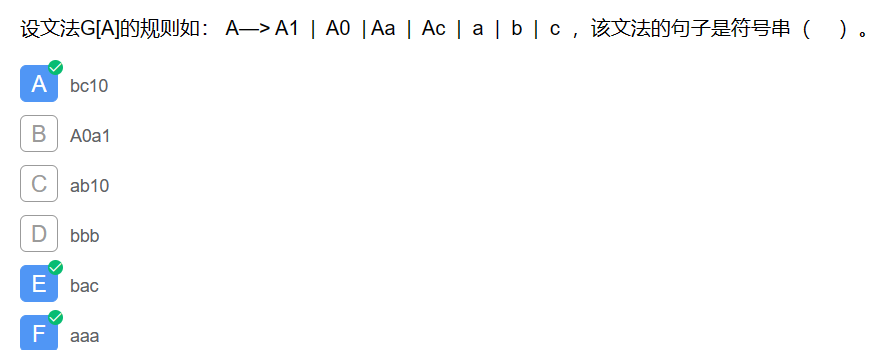 设文法G[A]的规则如： A—> A1 | A0 | Aa | Ac | a | b | c ，该文法的句子是符号串（ ）。
A bc10
B A0a1
C ab10
D bbb
E bac
F aaa